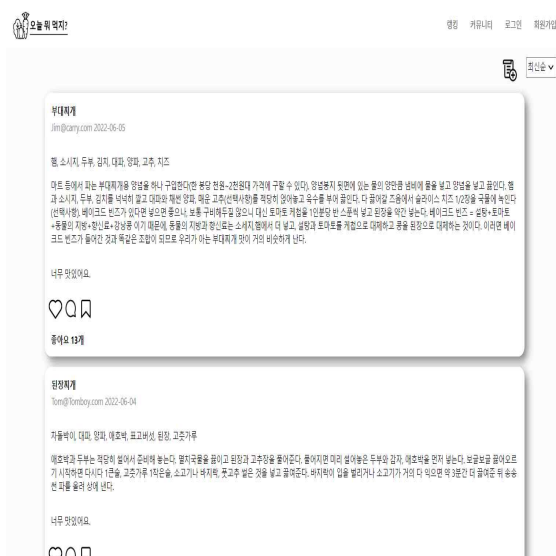 오늘 뭐 먹지?
랭킹 커뮤니티 로그인 회원가입
최신순
부대찌개
Jim@carry.com 2022-06-05
햄, 소시지, 두부, 김치, 대파, 양파, 고추, 치즈
마트 등에서 파는 부대찌개용 양념을 하나 구입한다(한 봉당 천원~2천원대 가격에 구할 수 있다). 양념봉지 뒷면에 있는 물의 양만큼 냄비에 물을 넣고 양념을 넣고 끓인다. 햄
과 소시지, 두부, 김치를 넉넉히 깔고 대파와 채썬 양파, 매운 고추(선택사항)를 적당히 얹어놓고 육수를 부어 끓인다. 다 끓어갈 즈음에서 슬라이스 치즈 1/2장을 국물에 녹인다
(선택사항). 베이크드 빈즈가 있다면 넣으면 좋으나, 보통 구비해두질 않으니 대신 토마토 케첩을 1인분당 반 스푼씩 넣고 된장을 약간 넣는다. 베이크드 빈즈 = 설탕+토마토
+동물의 지방+향신료+강낭콩 이기 때문에, 동물의 지방과 향신료는 소세지,햄에서 더 넣고, 설탕과 토마토를 케첩으로 대체하고 콩을 된장으로 대체하는 것이다. 이러면 베이
크드 빈즈가 들어간 것과 똑같은 조합이 되므로 우리가 아는 부대찌개 맛이 거의 비슷하게 난다.
너무 맛있어요.
좋아요 13개
된장찌개
Tom@Tomboy.com 2022-06-04
차돌박이, 대파, 양파, 애호박, 표고버섯, 된장, 고춧가루
애호박과 두부는 적당히 썰어서 준비해 놓는다. 멸치국물을 끓이고 된장과 고추장을 풀어준다. 풀어지면 미리 썰어놓은 두부와 감자, 애호박을 먼저 넣는다. 보글보글 끓어오르
기 시작하면 다시다 1큰술, 고춧가루 1작은술, 소고기나 바지락, 풋고추 썰은 것을 넣고 끓여준다. 바지락이 입을 벌리거나 소고기가 거의 다 익으면 약 3분간 더 끓여준 뒤 송송
썬 파를 올려 상에 낸다.
너무 맛있어요.